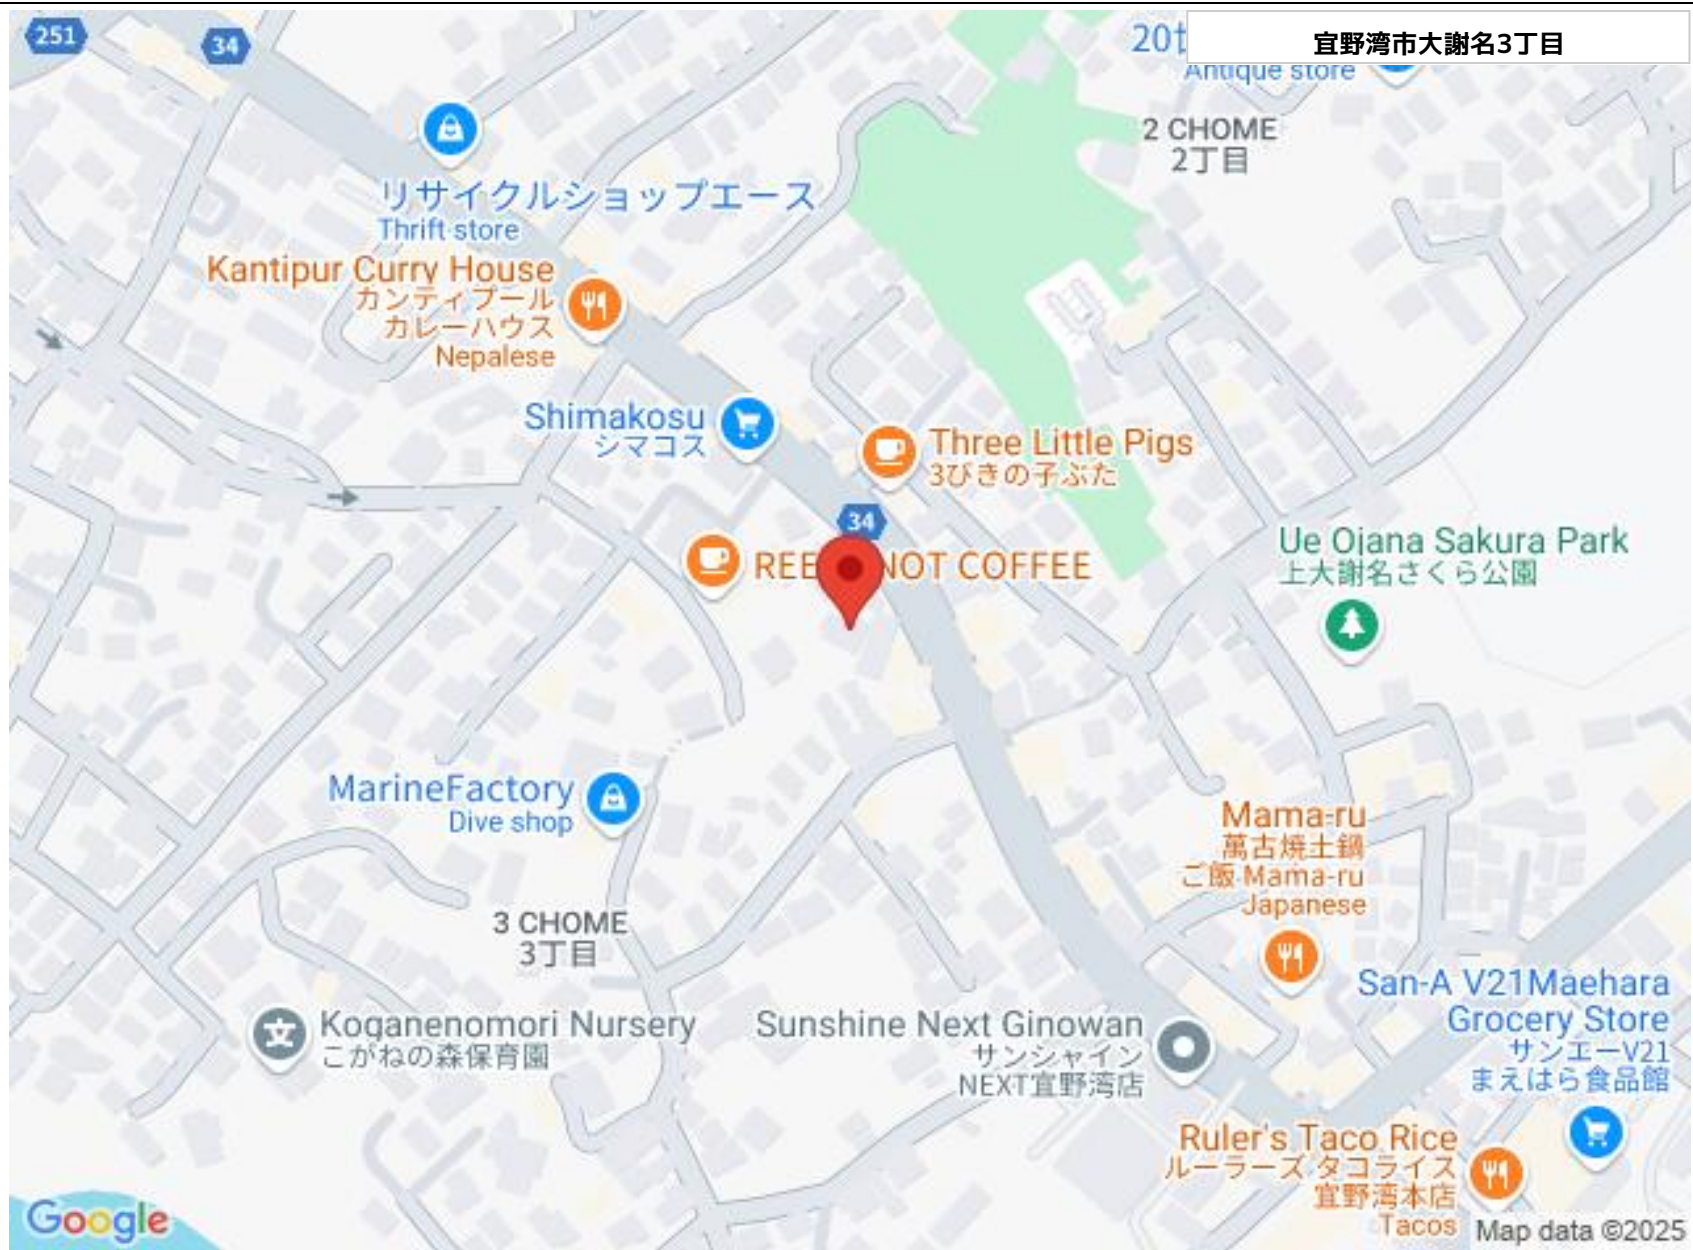 251
34
20t
宜野湾市大謝名3丁目
Antique store
2 CHOME
2丁目
リサイクルショップエース
Thrift store
Kantipur Curry House
カンティプール
カレーハウス
Nepalese
Shimakosu
シマコス
Three Little Pigs
3びきの子ぶた
34
NOT COFFEE
Ue Ojana Sakura Park
上大謝名さくら公園
MarineFactory
Dive shop
Mama-ru
萬古焼土鍋
ご飯 Mama-ru
Japanese
3 CHOME
3丁目
San-A V21Maehara
Grocery Store
サンエーV21
まえはら食品館
Koganenomori Nursery
こがねの森保育園
Sunshine Next Ginowan
サンシャイン
NEXT宜野湾店
Ruler's Taco Rice
ルーラーズ タコライス
宜野湾本店
Tacos
Google
Map data ©2025